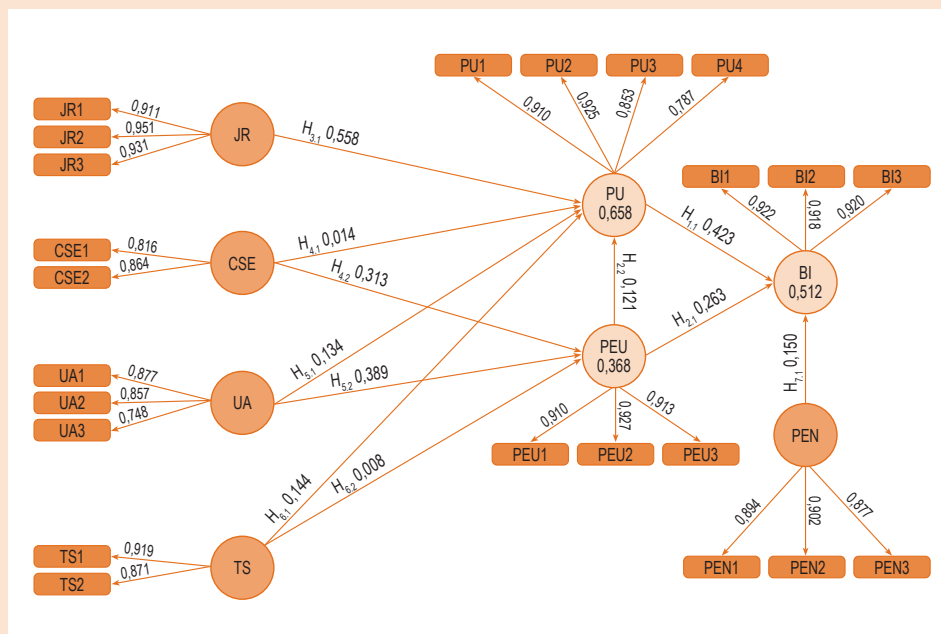 PU1
PU2
PU3
PU4
0,910
0,925
0,853
0,787
JR1
JR2
JR3
0,911
0,951
0,931
JR
H3.1 0,558
PU
0,658
BI1
BI2
BI3
0,922
0,918
0,920
CSE1
CSE2
0,816
0,864
CSE
H4.1 0,014
H4.2 0,313
H1.1 0,423
H2.2 0,121
H2.1 0,263
BI
0,512
UA1
UA2
UA3
0,877
0,857
0,748
UA
H5.1 0,134
H5.2 0,389
PEU
0,368
H7.1 0,150
0,910
0,927
0,913
PEU1
PEU2
PEU3
PEN
TS1
TS2
0,919
0,871
TS
H6.1 0,144
H6.2 0,008
0,894
0,902
0,877
PEN1
PEN2
PEN3